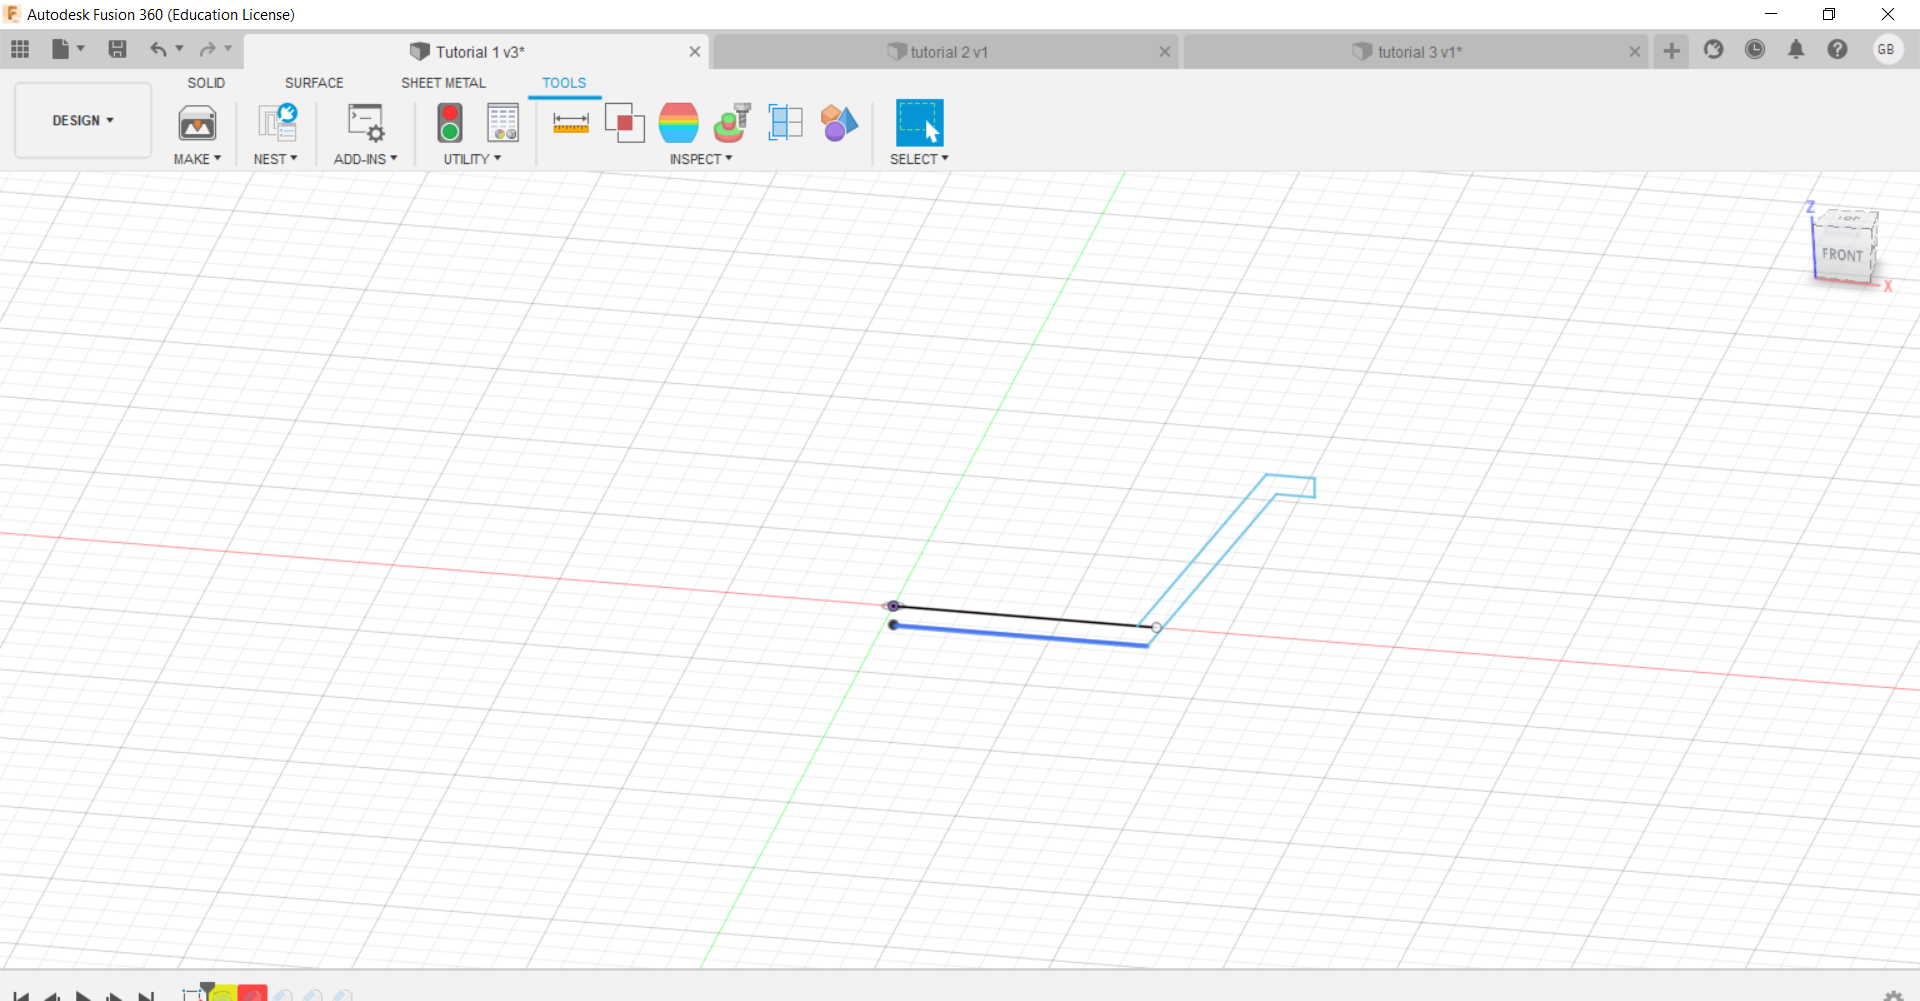 Autodesk Fusion 360 (Education License)
Tutorial 1 v3*
tutorial 2 v1
tutorial 3 v1*
GB
SOLID
SURFACE
SHEET METAL
TOOLS
DESIGN
MAKE
NEST
ADD-INS
UTILITY
INSPECT
SELECT
Z
FRONT
X